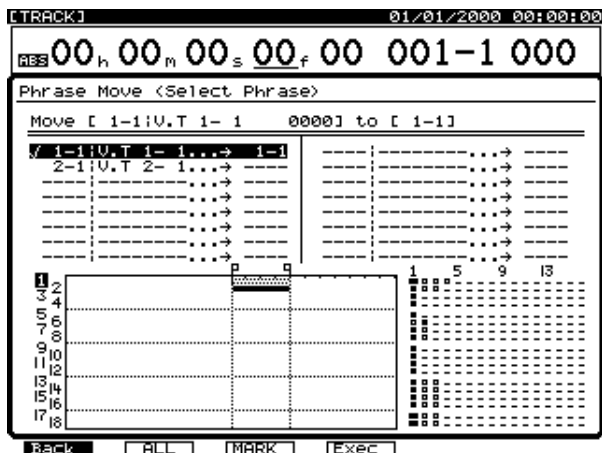 [TRACK] 01/01/2000 00:00:00
ABS 00h 00m 00s 00f 00 001-1 000
Phrase Move (Select Phrase)
Move [ 1-1:V.T 1- 1 0000] to [ 1-1]
√ 1-1:V.T 1- 1...→ 1-1 ----:--------...→ ----
2-1:V.T 2- 1...→ ---- ----:--------...→ ----
----:--------...→ ---- ----:--------...→ ----
----:--------...→ ---- ----:--------...→ ----
----:--------...→ ---- ----:--------...→ ----
----:--------...→ ---- ----:--------...→ ----
----:--------...→ ---- ----:--------...→ ----
1 5 9 13
1
2
3
4
5
6
7
8
9
10
11
12
13
14
15
16
17
18
Back ALL MARK Exec